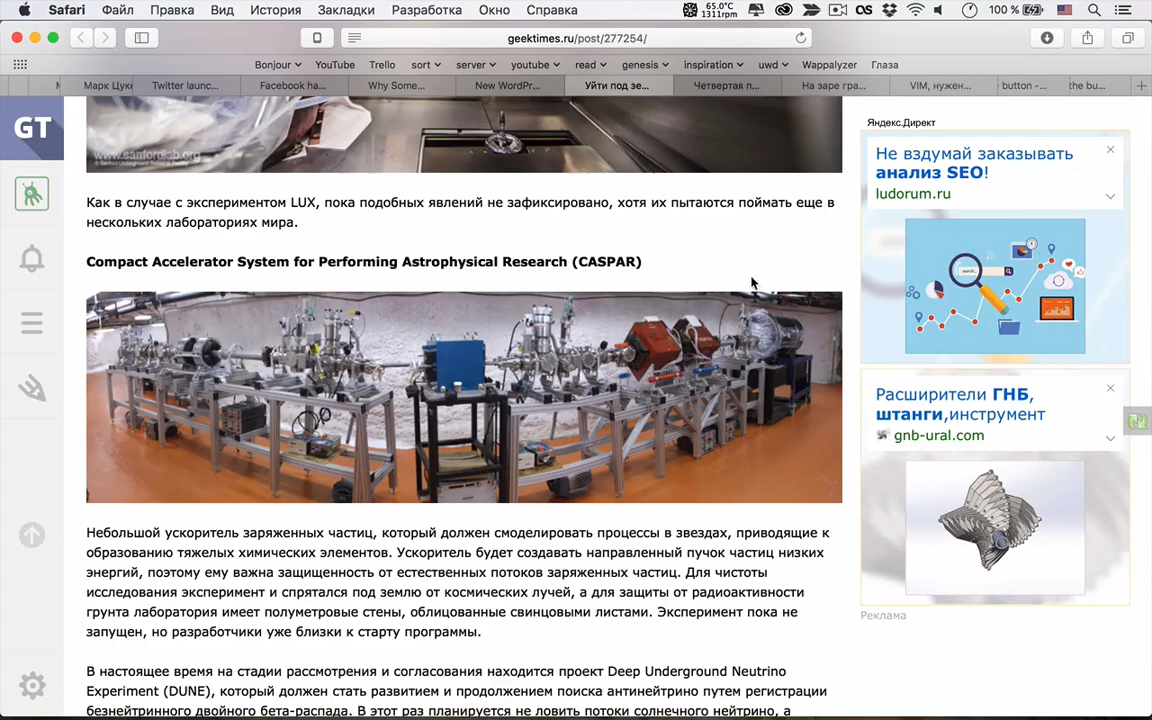 Safari Файл Правка Вид История Закладки Разработка Окно Справка 65.0°C 1311rpm 100 %
geektimes.ru/post/277254/
Bonjour YouTube Trello sort server youtube read genesis inspiration uwd Wappalyzer Глаза
Марк Цуке Twitter launc... Facebook ha... Why Some... New WordPr... Уйти под зе... Четвертая п... На заре гра... VIM, нужен... button -... the bu...
GT
www.sanfordlab.org
Как в случае с экспериментом LUX, пока подобных явлений не зафиксировано, хотя их пытаются поймать еще в
нескольких лабораториях мира.
Compact Accelerator System for Performing Astrophysical Research (CASPAR)
Небольшой ускоритель заряженных частиц, который должен смоделировать процессы в звездах, приводящие к
образованию тяжелых химических элементов. Ускоритель будет создавать направленный пучок частиц низких
энергий, поэтому ему важна защищенность от естественных потоков заряженных частиц. Для чистоты
исследования эксперимент и спрятался под землю от космических лучей, а для защиты от радиоактивности
грунта лаборатория имеет полуметровые стены, облицованные свинцовыми листами. Эксперимент пока не
запущен, но разработчики уже близки к старту программы.
В настоящее время на стадии рассмотрения и согласования находится проект Deep Underground Neutrino
Experiment (DUNE), который должен стать развитием и продолжением поиска антинейтрино путем регистрации
безнейтринного двойного бета-распада. В этот раз планируется не ловить потоки солнечного нейтрино, а
Яндекс.Директ
Не вздумай заказывать
анализ SEO!
ludorum.ru
Расширители ГНБ,
штанги,инструмент
gnb-ural.com
Реклама